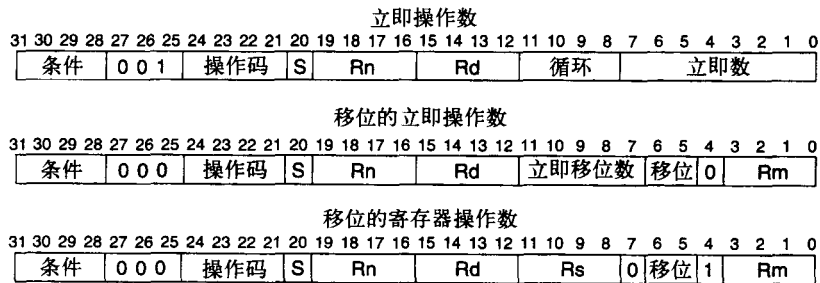 立即操作数
31 30 29 28 27 26 25 24 23 22 21 20 19 18 17 16 15 14 13 12 11 10 9 8 7 6 5 4 3 2 1 0
条件 0 0 1 操作码 S Rn Rd 循环 立即数
移位的立即操作数
31 30 29 28 27 26 25 24 23 22 21 20 19 18 17 16 15 14 13 12 11 10 9 8 7 6 5 4 3 2 1 0
条件 0 0 0 操作码 S Rn Rd 立即移位数 移位 0 Rm
移位的寄存器操作数
31 30 29 28 27 26 25 24 23 22 21 20 19 18 17 16 15 14 13 12 11 10 9 8 7 6 5 4 3 2 1 0
条件 0 0 0 操作码 S Rn Rd Rs 0 移位 1 Rm